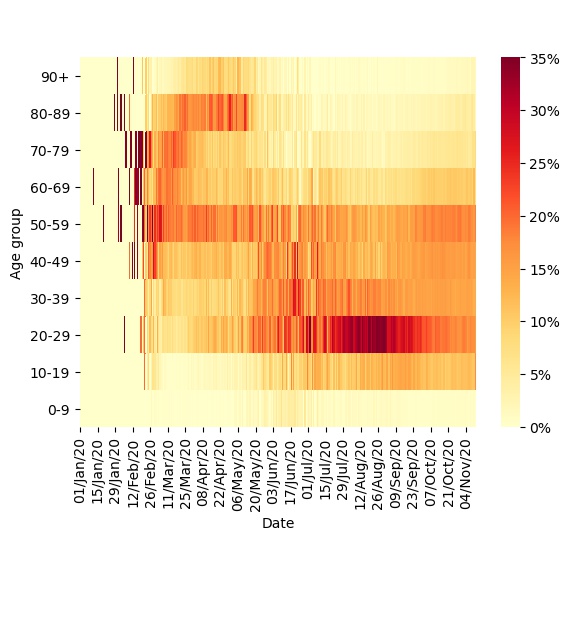 Age group
90+
80-89
70-79
60-69
50-59
40-49
30-39
20-29
10-19
0-9
01/Jan/20
15/Jan/20
29/Jan/20
12/Feb/20
26/Feb/20
11/Mar/20
25/Mar/20
08/Apr/20
22/Apr/20
06/May/20
20/May/20
03/Jun/20
17/Jun/20
01/Jul/20
15/Jul/20
29/Jul/20
12/Aug/20
26/Aug/20
09/Sep/20
23/Sep/20
07/Oct/20
21/Oct/20
04/Nov/20
Date
35%
30%
25%
20%
15%
10%
5%
0%